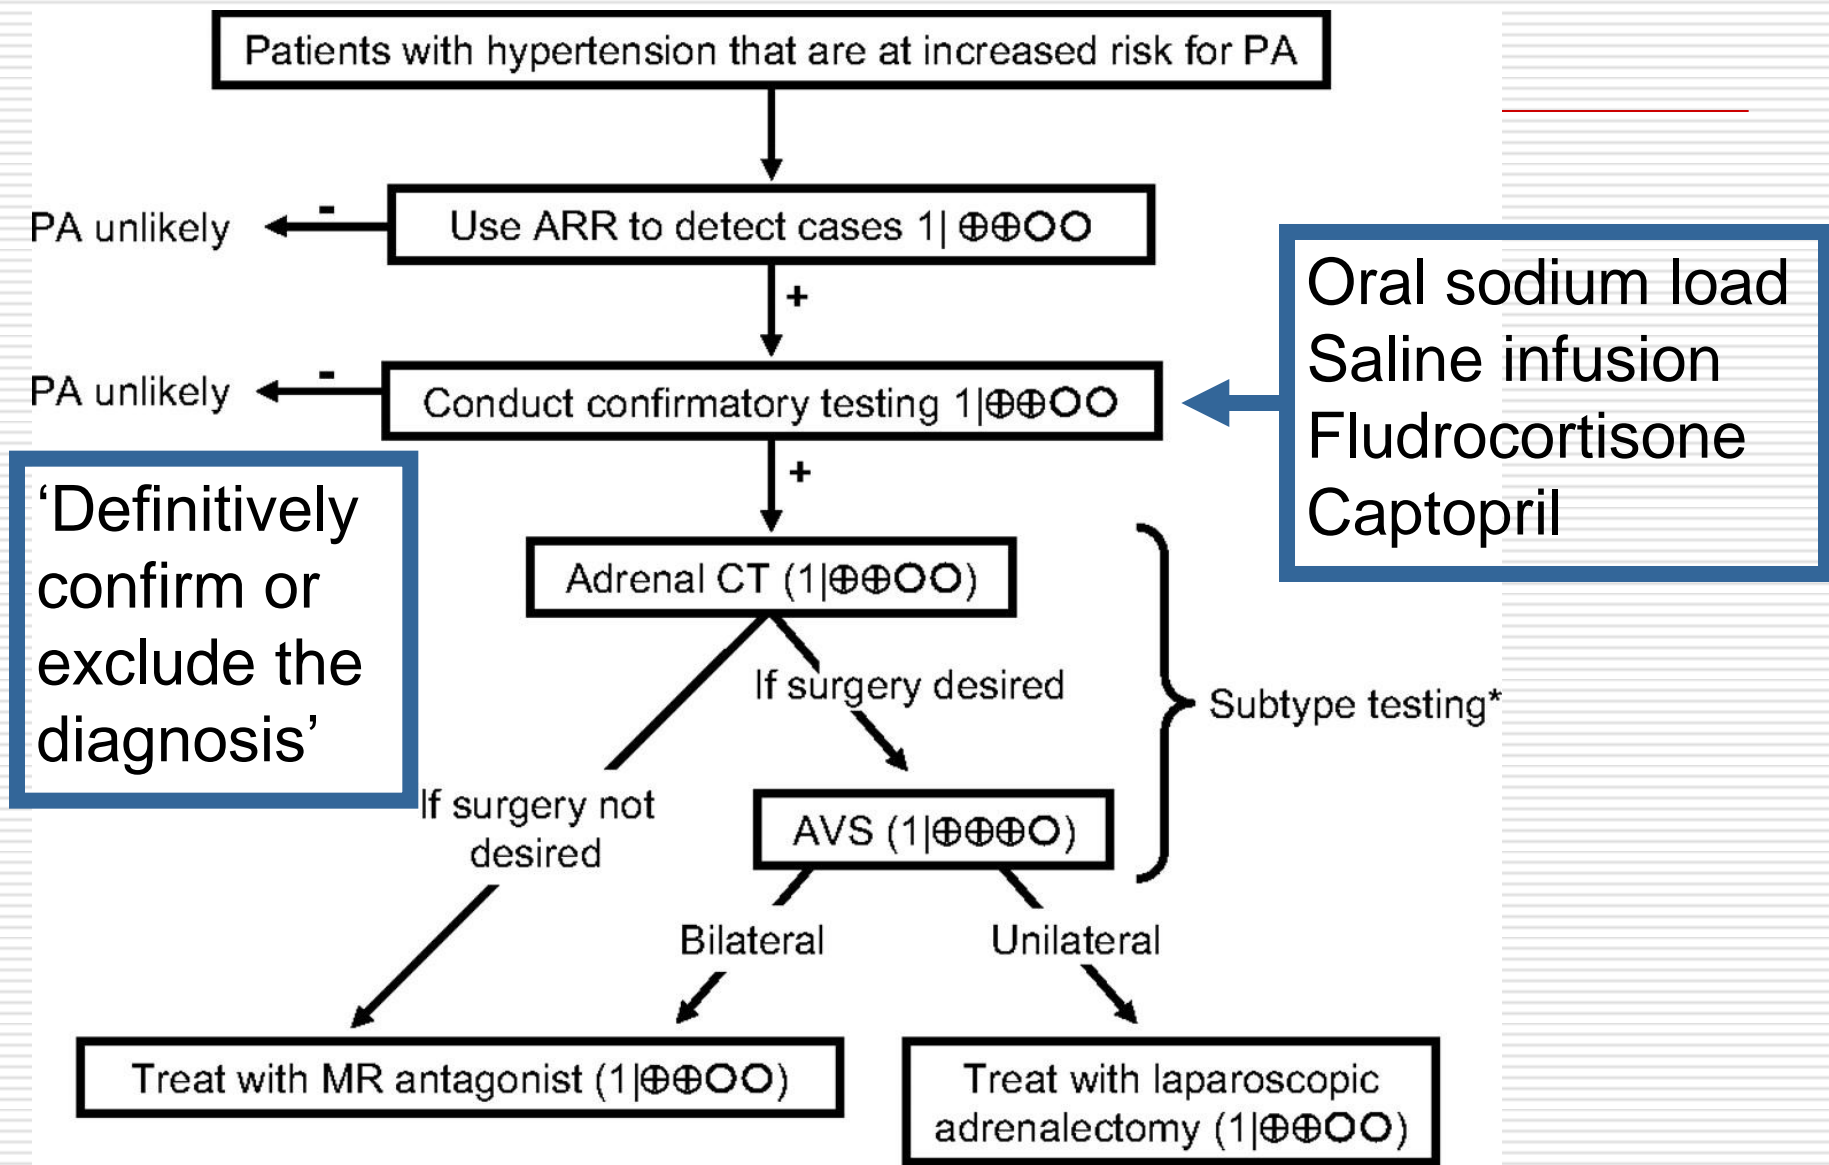 Patients with hypertension that are at increased risk for PA
PA unlikely
-
Use ARR to detect cases 1| ⊕⊕OO
+
PA unlikely
-
Conduct confirmatory testing 1|⊕⊕OO
Oral sodium load
Saline infusion
Fludrocortisone
Captopril
+
‘Definitively
confirm or
exclude the
diagnosis’
Adrenal CT (1|⊕⊕OO)
If surgery desired
Subtype testing*
If surgery not
desired
AVS (1|⊕⊕⊕O)
Bilateral
Unilateral
Treat with MR antagonist (1|⊕⊕OO)
Treat with laparoscopic
adrenalectomy (1|⊕⊕OO)